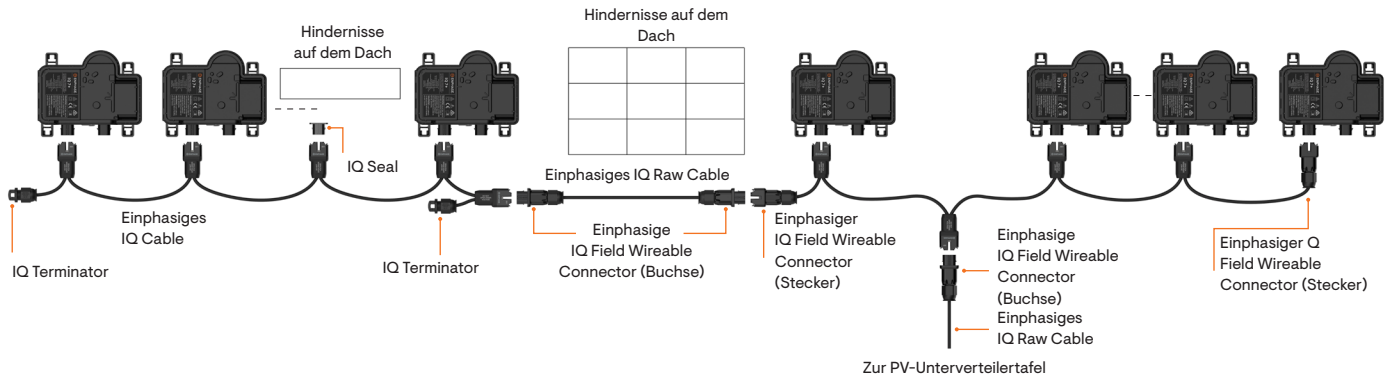 Hindernisse
auf dem Dach
Hindernisse auf dem
Dach
IQ Seal
Einphasiges IQ Raw Cable
Einphasiges
IQ Cable
IQ Terminator
IQ Terminator
Einphasige
IQ Field Wireable
Connector (Buchse)
Einphasiger
IQ Field Wireable
Connector
(Stecker)
Einphasige
IQ Field Wireable
Connector
(Buchse)
Einphasiges
IQ Raw Cable
Einphasiger Q
Field Wireable
Connector (Stecker)
Zur PV-Unterverteilertafel